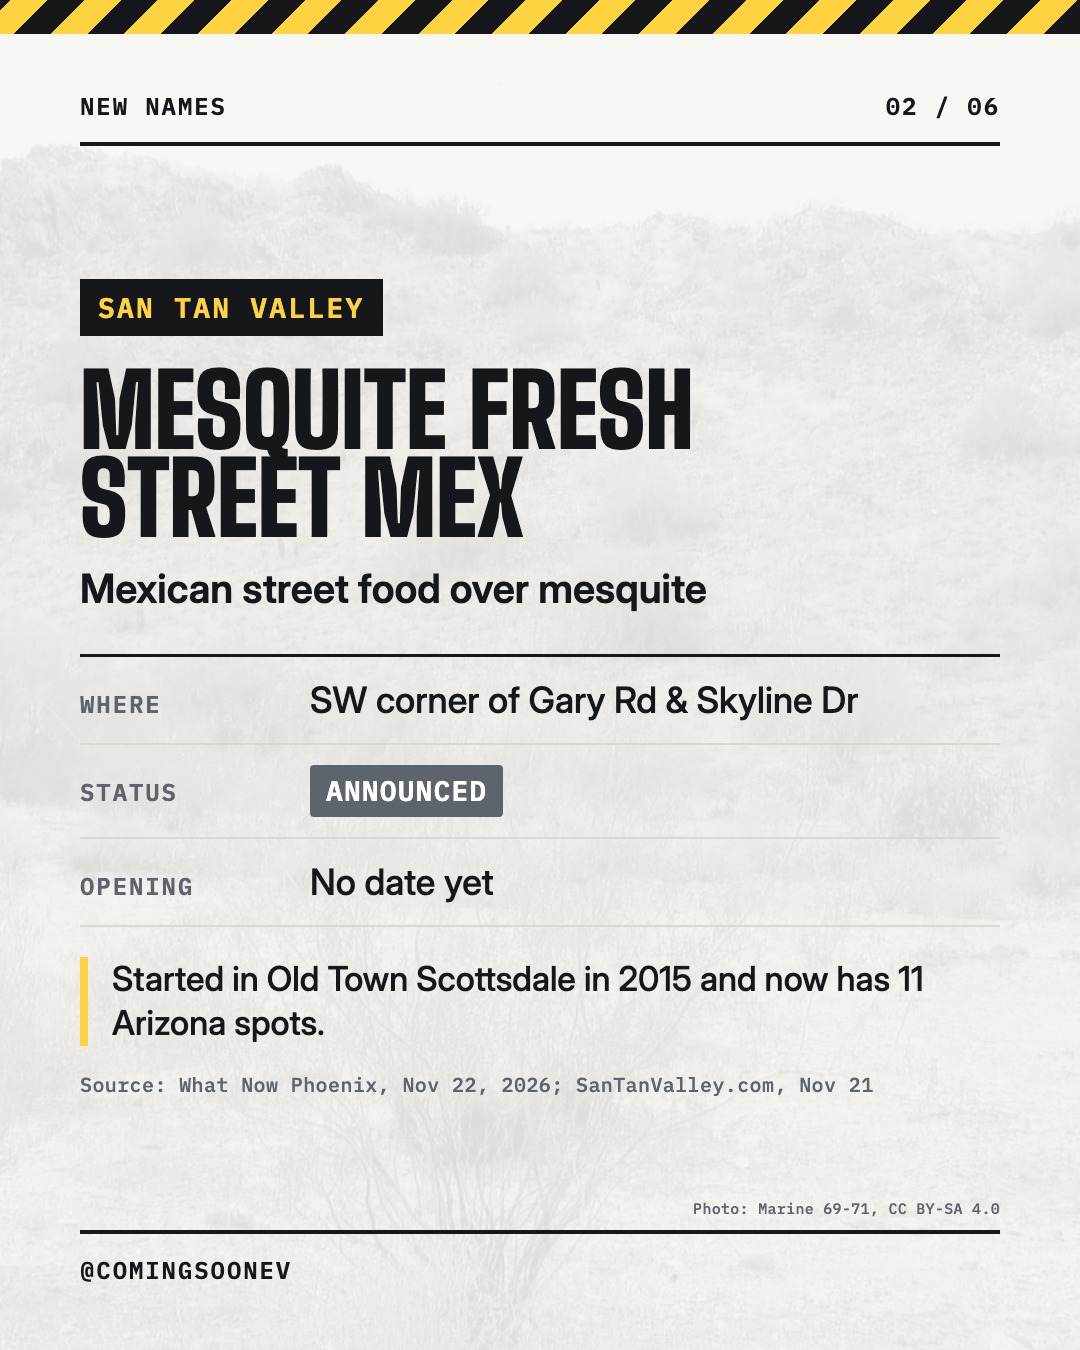 NEW NAMES
02 / 06
SAN TAN VALLEY
MESQUITE FRESH
STREET MEX
Mexican street food over mesquite
WHERE
SW corner of Gary Rd & Skyline Dr
STATUS
ANNOUNCED
OPENING
No date yet
Started in Old Town Scottsdale in 2015 and now has 11
Arizona spots.
Source: What Now Phoenix, Nov 22, 2026; SanTanValley.com, Nov 21
Photo: Marine 69-71, CC BY-SA 4.0
@COMINGSOONEV